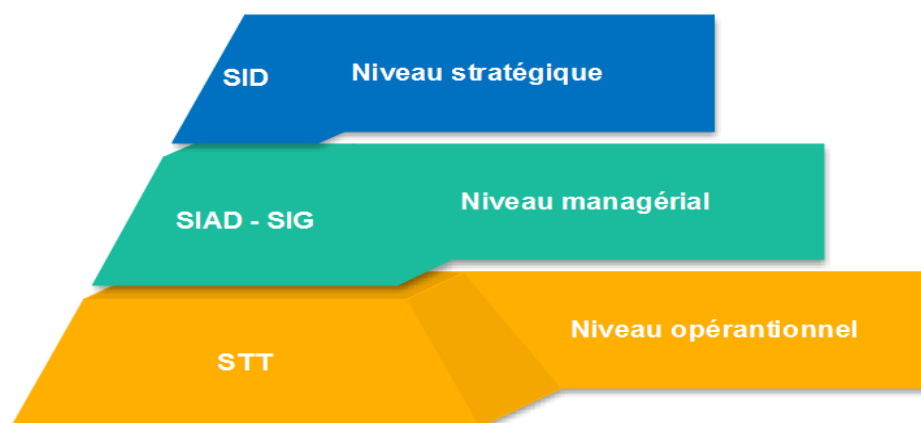 SID
Niveau stratégique
SIAD - SIG
Niveau managérial
STT
Niveau opérantionnel